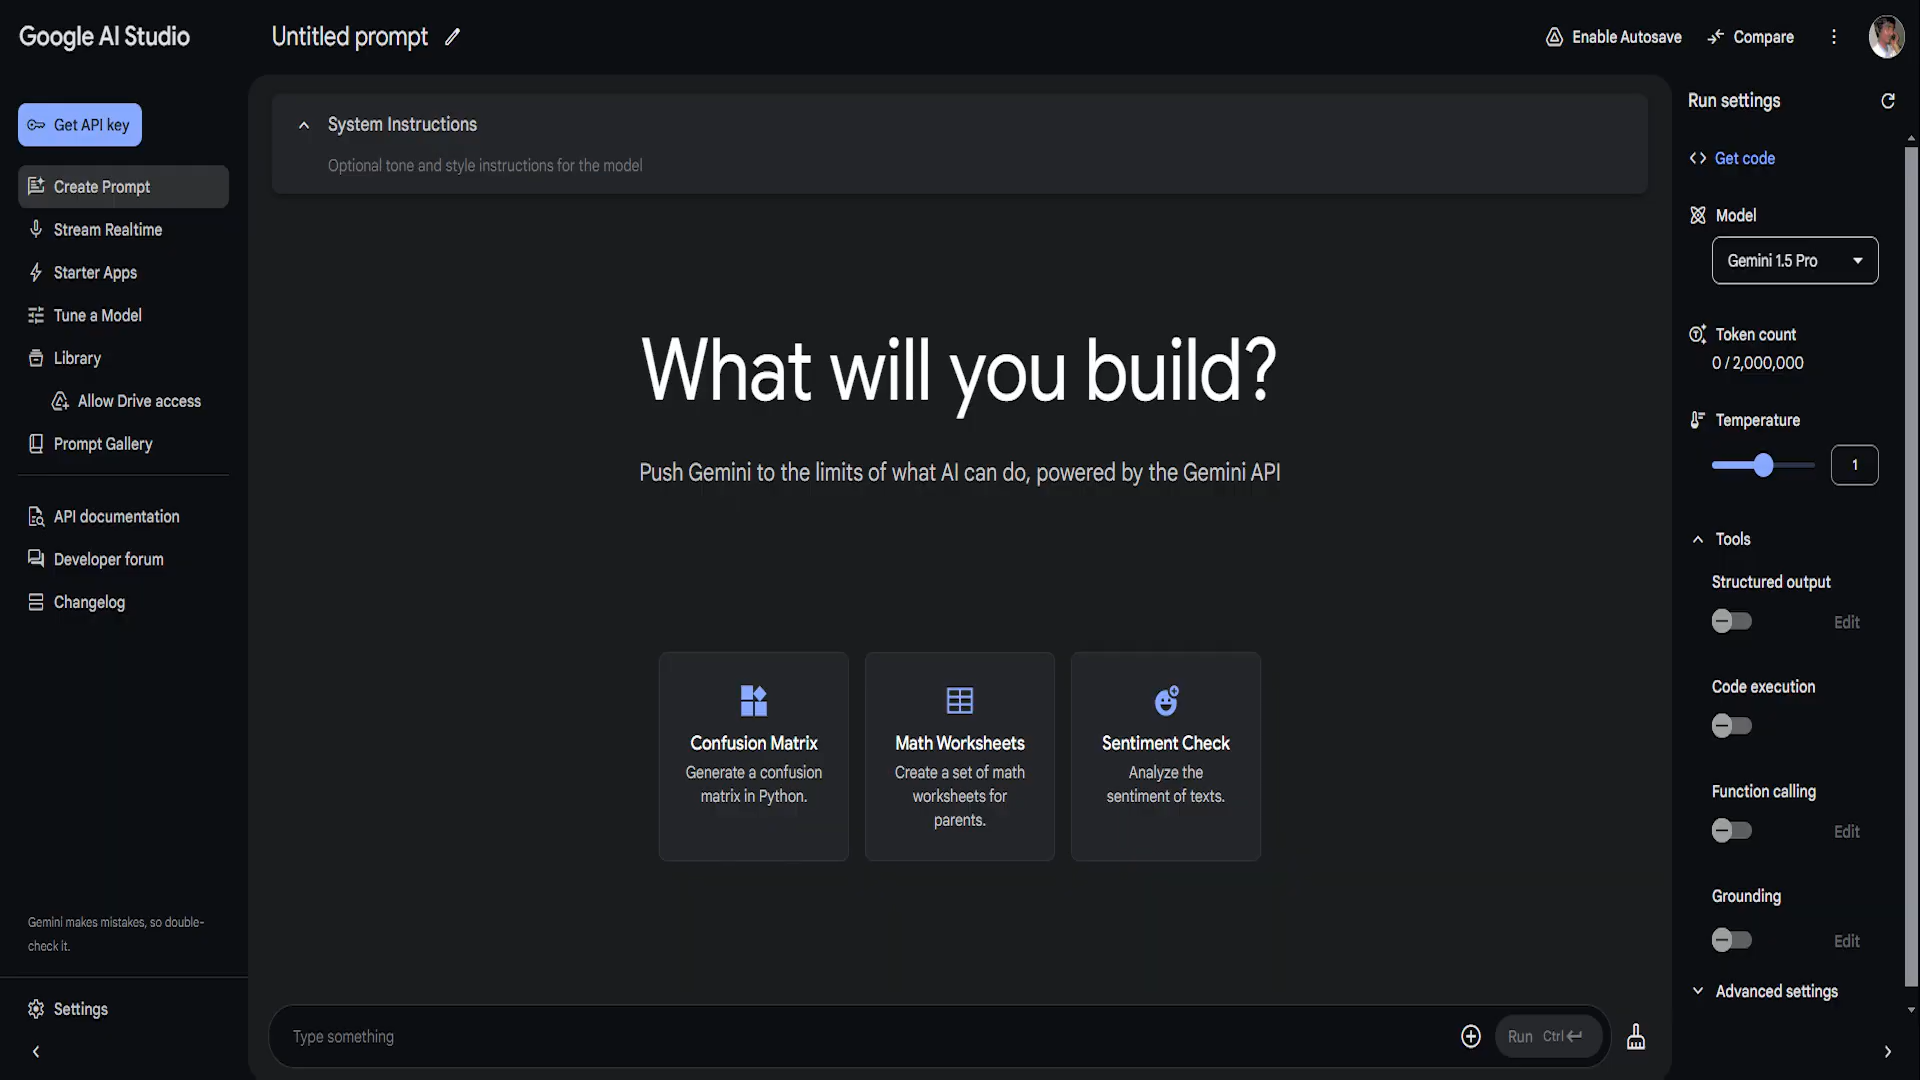 Google AI Studio
Untitled prompt
Enable Autosave
Compare
Get API key
Create Prompt
Stream Realtime
Starter Apps
Tune a Model
Library
Allow Drive access
Prompt Gallery
API documentation
Developer forum
Changelog
Gemini makes mistakes, so double-
check it.
Settings
System Instructions
Optional tone and style instructions for the model
What will you build?
Push Gemini to the limits of what AI can do, powered by the Gemini API
Confusion Matrix
Generate a confusion
matrix in Python.
Math Worksheets
Create a set of math
worksheets for
parents.
Sentiment Check
Analyze the
sentiment of texts.
Type something
Run Ctrl
Run settings
Get code
Model
Gemini 1.5 Pro
Token count
0 / 2,000,000
Temperature
1
Tools
Structured output
Edit
Code execution
Function calling
Edit
Grounding
Edit
Advanced settings